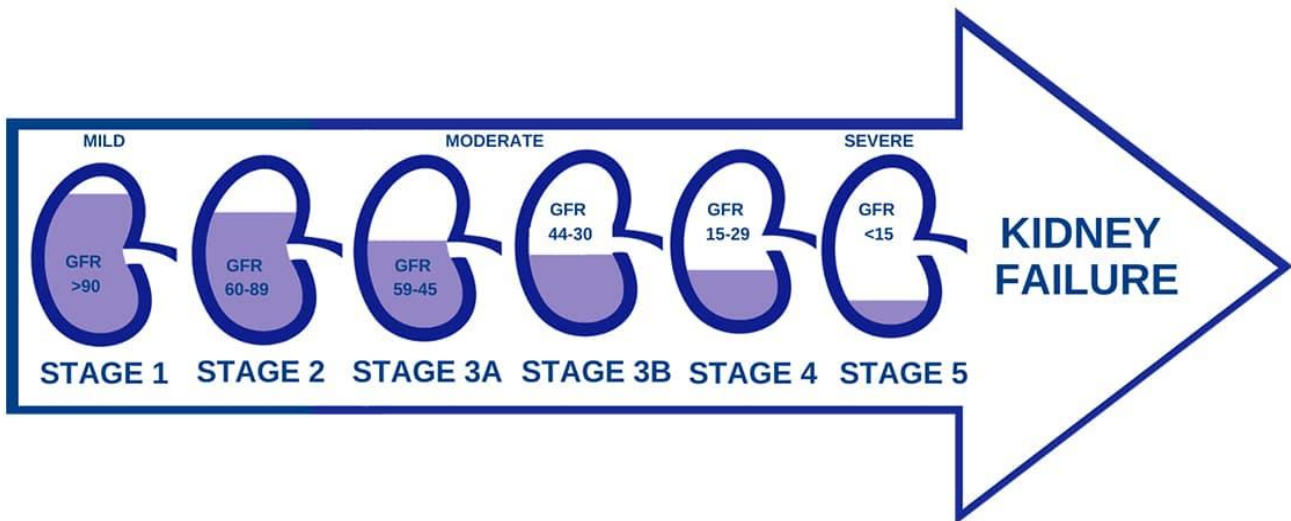 MILD
MODERATE
SEVERE
GFR
>90
GFR
60-89
GFR
59-45
GFR
44-30
GFR
15-29
GFR
<15
STAGE 1
STAGE 2
STAGE 3A
STAGE 3B
STAGE 4
STAGE 5
KIDNEY
FAILURE